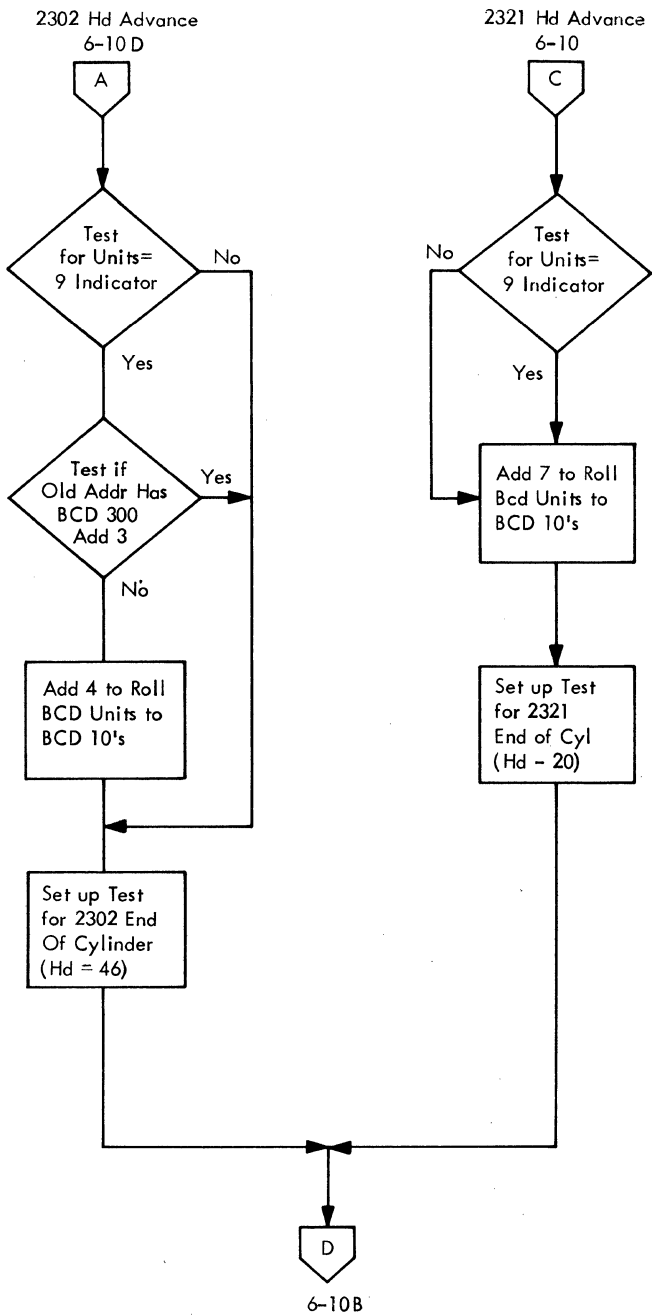 2302 Hd Advance
6-10 D
A
Test
for Units=
9 Indicator
No
Yes
Test if
Old Addr Has
BCD 300
Add 3
Yes
No
Add 4 to Roll
BCD Units to
BCD 10's
Set up Test
for 2302 End
Of Cylinder
(Hd = 46)
2321 Hd Advance
6-10
C
Test
for Units=
9 Indicator
No
Yes
Add 7 to Roll
Bcd Units to
BCD 10's
Set up Test
for 2321
End of Cyl
(Hd - 20)
D
6-10B